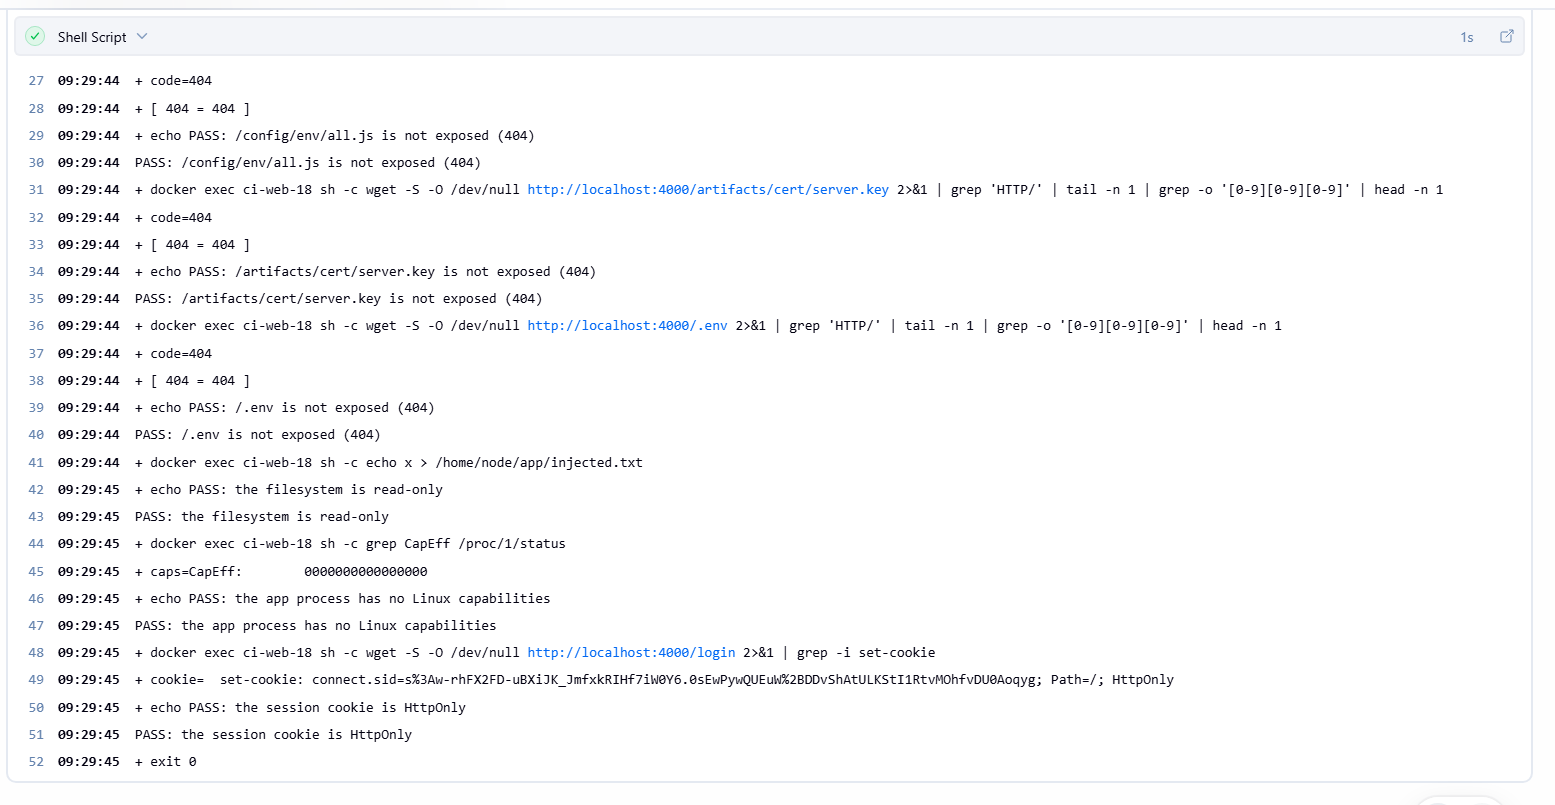 Shell Script 1s
27 09:29:44 + code=404
28 09:29:44 + [ 404 = 404 ]
29 09:29:44 + echo PASS: /config/env/all.js is not exposed (404)
30 09:29:44 PASS: /config/env/all.js is not exposed (404)
31 09:29:44 + docker exec ci-web-18 sh -c wget -S -O /dev/null http://localhost:4000/artifacts/cert/server.key 2>&1 | grep 'HTTP/' | tail -n 1 | grep -o '[0-9][0-9][0-9]' | head -n 1
32 09:29:44 + code=404
33 09:29:44 + [ 404 = 404 ]
34 09:29:44 + echo PASS: /artifacts/cert/server.key is not exposed (404)
35 09:29:44 PASS: /artifacts/cert/server.key is not exposed (404)
36 09:29:44 + docker exec ci-web-18 sh -c wget -S -O /dev/null http://localhost:4000/.env 2>&1 | grep 'HTTP/' | tail -n 1 | grep -o '[0-9][0-9][0-9]' | head -n 1
37 09:29:44 + code=404
38 09:29:44 + [ 404 = 404 ]
39 09:29:44 + echo PASS: /.env is not exposed (404)
40 09:29:44 PASS: /.env is not exposed (404)
41 09:29:44 + docker exec ci-web-18 sh -c echo x > /home/node/app/injected.txt
42 09:29:45 + echo PASS: the filesystem is read-only
43 09:29:45 PASS: the filesystem is read-only
44 09:29:45 + docker exec ci-web-18 sh -c grep CapEff /proc/1/status
45 09:29:45 + caps=CapEff: 0000000000000000
46 09:29:45 + echo PASS: the app process has no Linux capabilities
47 09:29:45 PASS: the app process has no Linux capabilities
48 09:29:45 + docker exec ci-web-18 sh -c wget -S -O /dev/null http://localhost:4000/login 2>&1 | grep -i set-cookie
49 09:29:45 + cookie=  set-cookie: connect.sid=s%3Aw-rhFX2FD-uBXiJK_JmfxkRIHf7iW0Y6.0sEwPywQUEuW%2BDDvShAtULKStI1RtvMOhfvDU0Aoqyg; Path=/; HttpOnly
50 09:29:45 + echo PASS: the session cookie is HttpOnly
51 09:29:45 PASS: the session cookie is HttpOnly
52 09:29:45 + exit 0